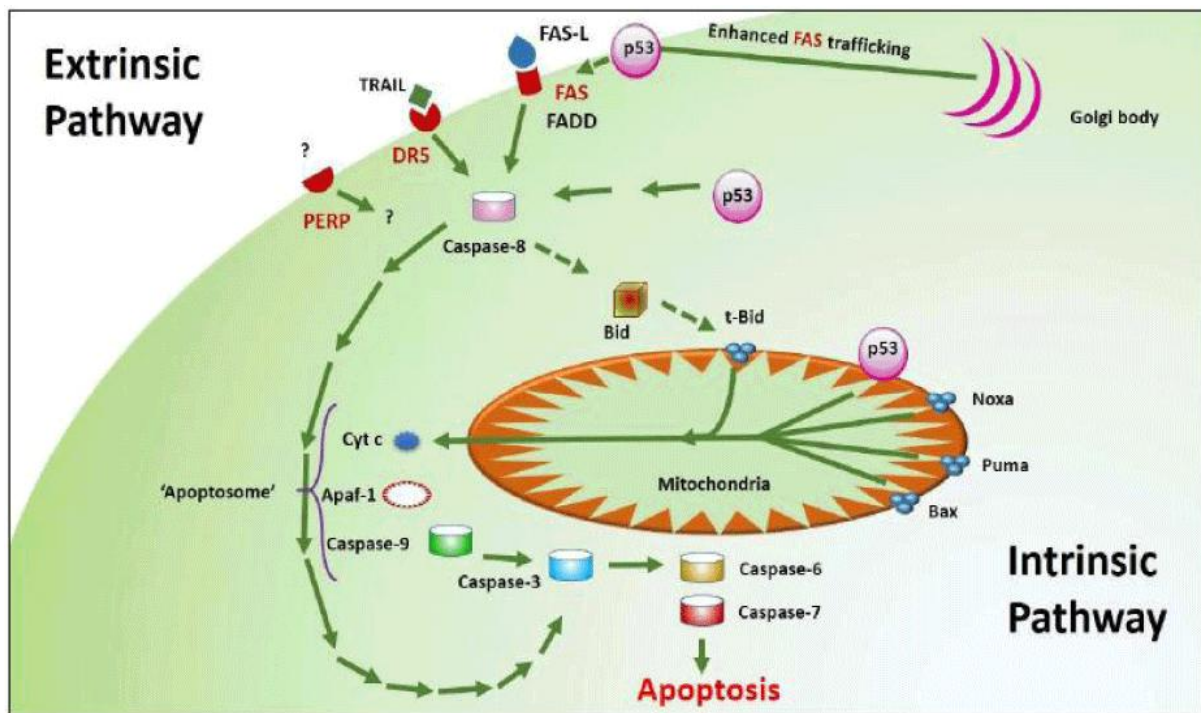 Extrinsic
Pathway
FAS-L
p53
Enhanced FAS trafficking
Golgi body
TRAIL
FAS
FADD
DR5
?
PERP
?
p53
Caspase-8
Bid
t-Bid
p53
Noxa
Puma
Bax
Cyt c
Mitochondria
'Apoptosome'
Apaf-1
Caspase-9
Caspase-3
Caspase-6
Caspase-7
Intrinsic
Pathway
Apoptosis